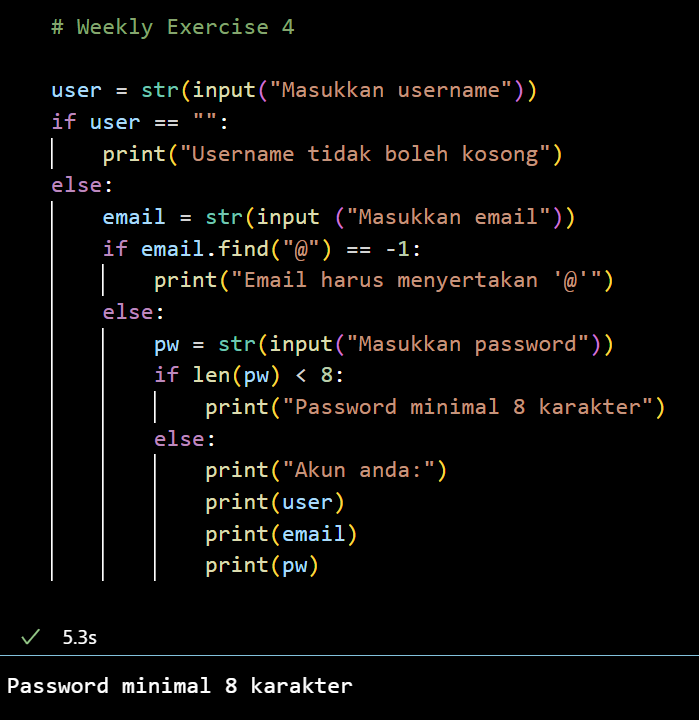 # Weekly Exercise 4
user = str(input("Masukkan username"))
if user == "":
    print("Username tidak boleh kosong")
else:
    email = str(input ("Masukkan email"))
    if email.find("@") == -1:
        print("Email harus menyertakan '@'")
    else:
        pw = str(input("Masukkan password"))
        if len(pw) < 8:
            print("Password minimal 8 karakter")
        else:
            print("Akun anda:")
            print(user)
            print(email)
            print(pw)
5.3s
Password minimal 8 karakter